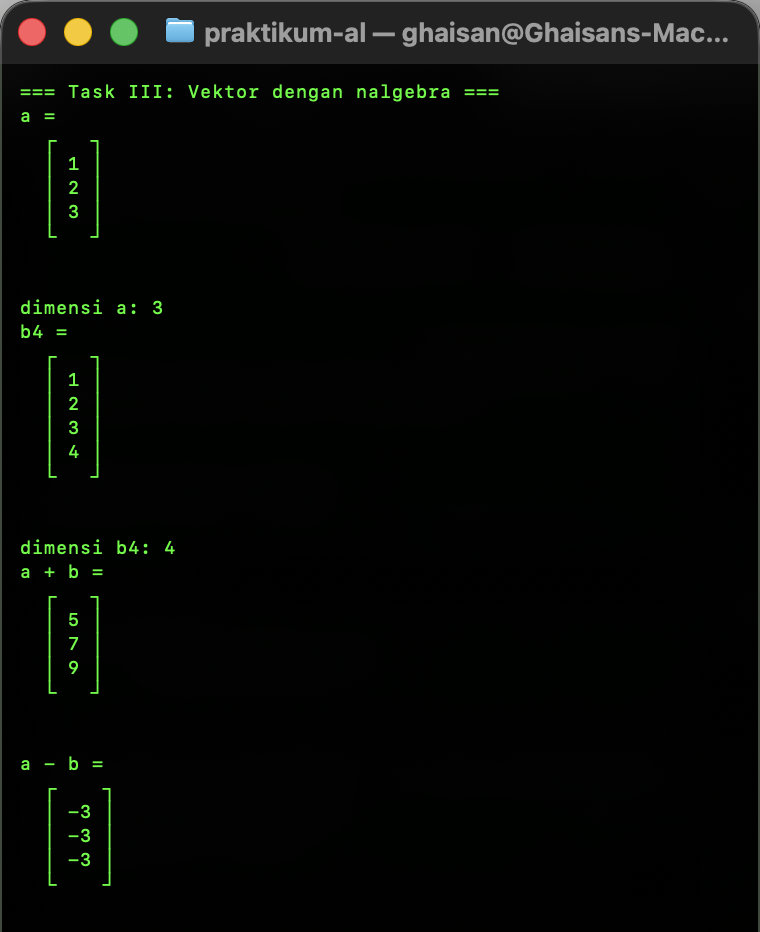 praktikum-al — ghaisan@Ghaisans-Mac...
=== Task III: Vektor dengan nalgebra ===
a =
┌   ┐
│ 1 │
│ 2 │
│ 3 │
└   ┘
dimensi a: 3
b4 =
┌   ┐
│ 1 │
│ 2 │
│ 3 │
│ 4 │
└   ┘
dimensi b4: 4
a + b =
┌   ┐
│ 5 │
│ 7 │
│ 9 │
└   ┘
a - b =
┌    ┐
│ -3 │
│ -3 │
│ -3 │
└    ┘